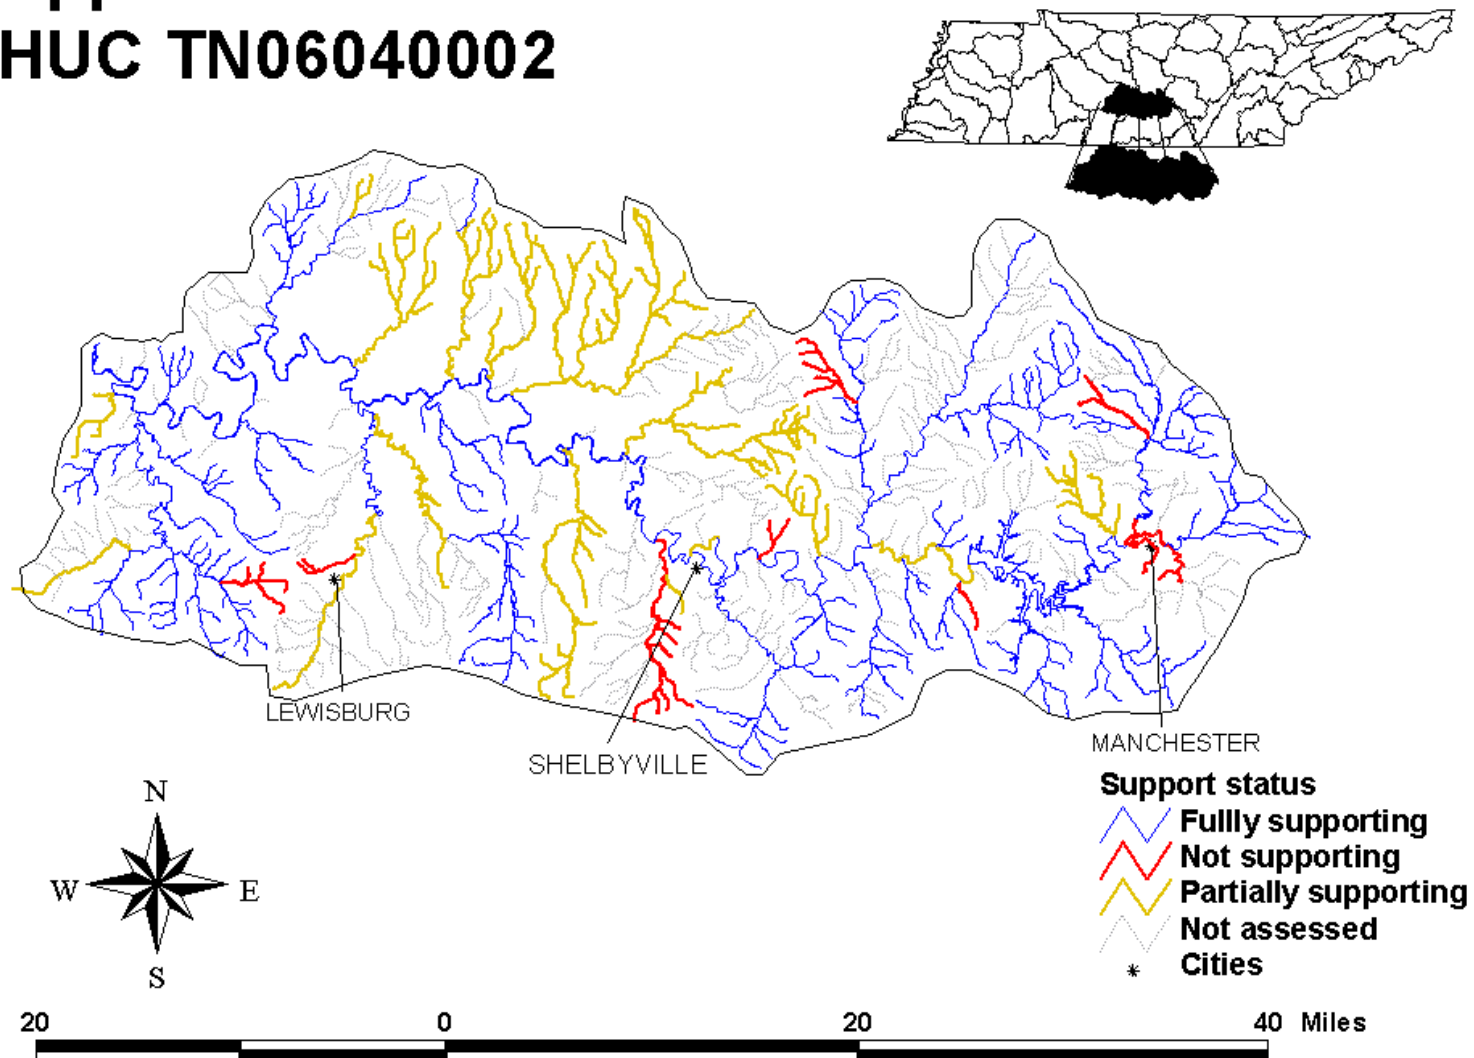 HUC TN06040002
LEWISBURG
SHELBYVILLE
MANCHESTER
Support status
Fullly supporting
Not supporting
Partially supporting
Not assessed
Cities
N
W E
S
20 0 20 40 Miles